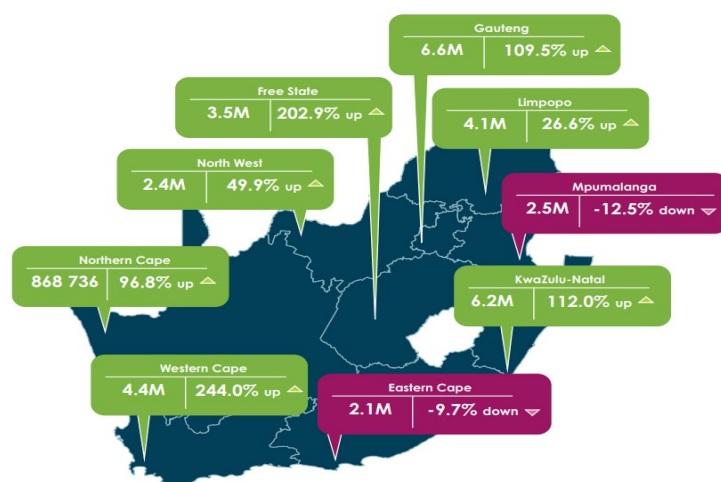 Gauteng
6.6M 109.5% up
Free State
3.5M 202.9% up
Limpopo
4.1M 26.6% up
North West
2.4M 49.9% up
Mpumalanga
2.5M -12.5% down
Northern Cape
868 736 96.8% up
KwaZulu-Natal
6.2M 112.0% up
Western Cape
4.4M 244.0% up
Eastern Cape
2.1M -9.7% down